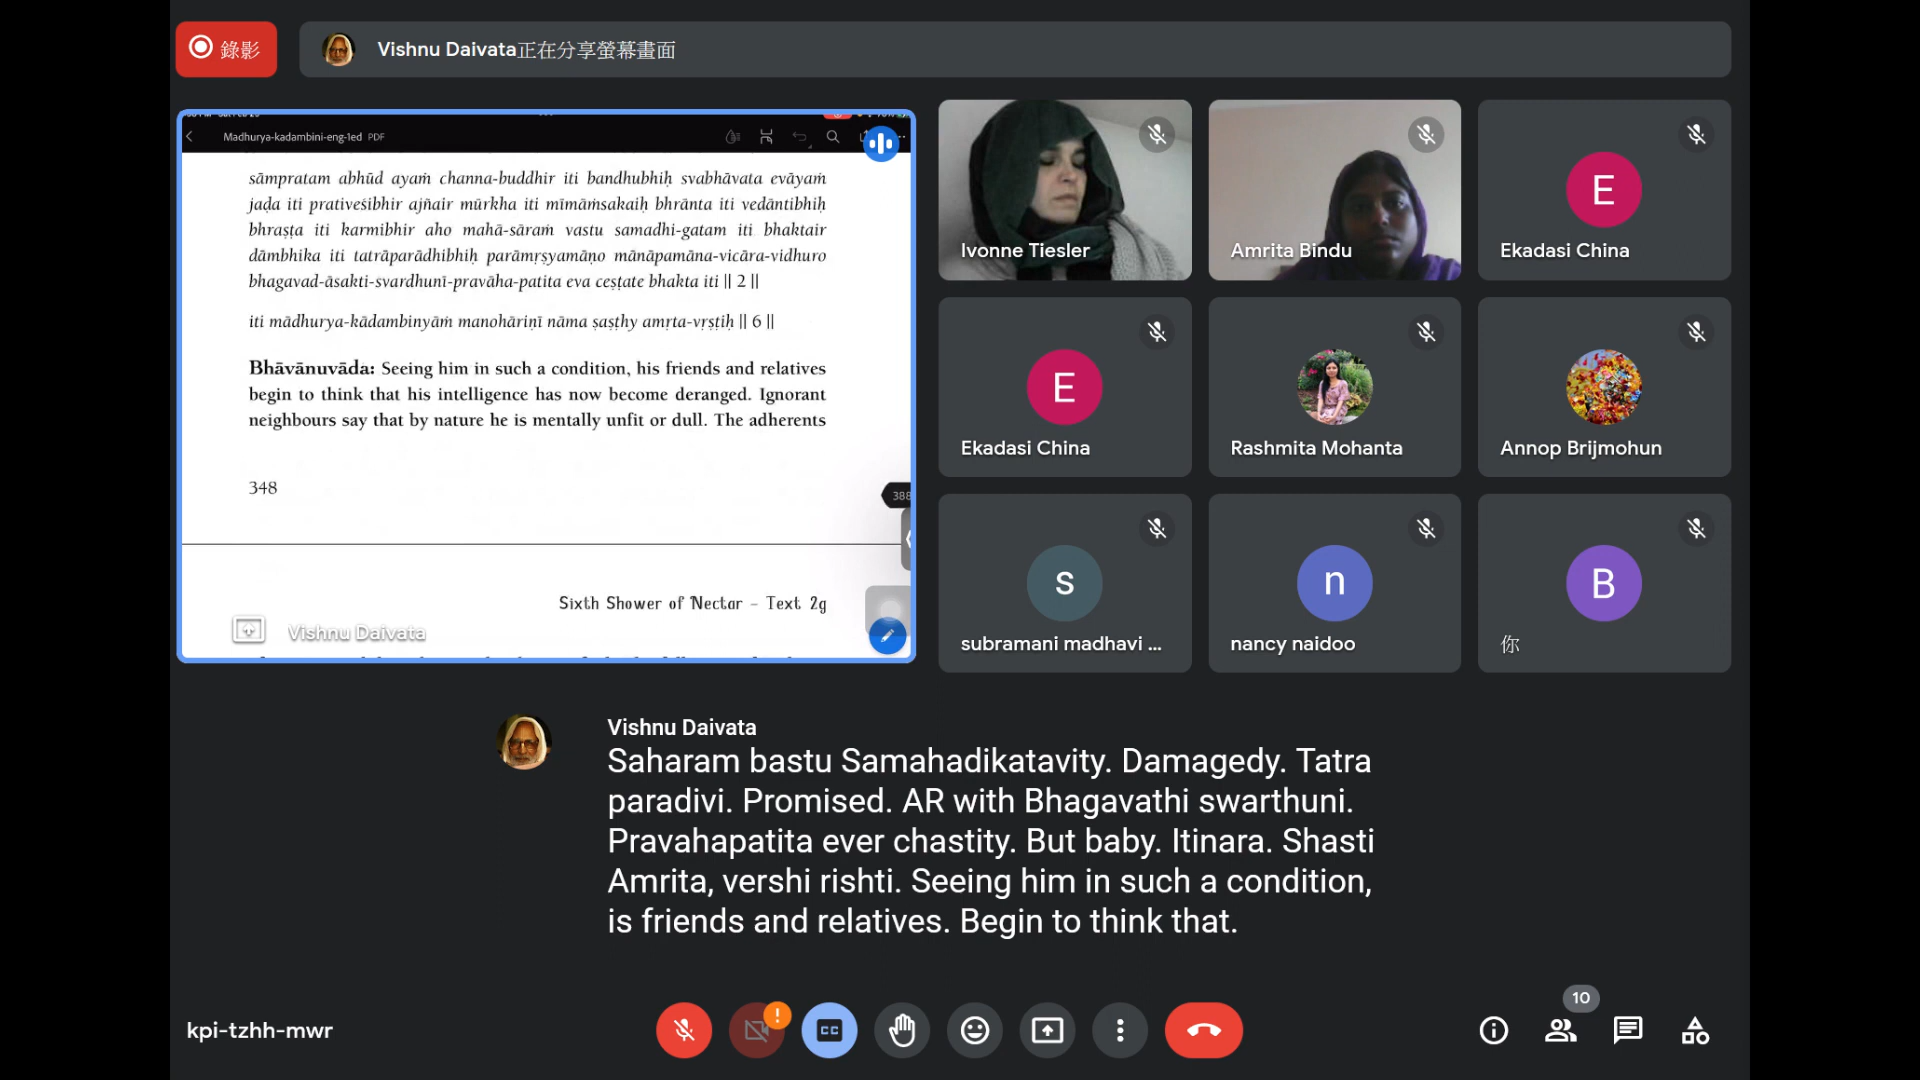 錄影
Vishnu Daivata正在分享螢幕畫面
Madhurya-kadambini-eng-1ed PDF
sāmpratam abhūd ayaṁ channa-buddhir iti bandhubhiḥ svabhāvata evāyaṁ
jaḍa iti prativeśibhir ajñair mūrkha iti mīmāṁsakaiḥ bhrānta iti vedāntibhiḥ
bhraṣṭa iti karmibhir aho mahā-sāraṁ vastu samadhi-gatam iti bhaktair
dāmbhika iti tatrāparādhibhiḥ parāmṛṣyamāṇo mānāpamāna-vicāra-vidhuro
bhagavad-āsakti-svardhunī-pravāha-patita eva ceṣṭate bhakta iti || 2 ||
iti mādhurya-kādambinyāṁ manohāriṇī nāma ṣaṣṭhy amṛta-vṛṣṭiḥ || 6 ||
Bhāvānuvāda: Seeing him in such a condition, his friends and relatives
begin to think that his intelligence has now become deranged. Ignorant
neighbours say that by nature he is mentally unfit or dull. The adherents
348
388
Sixth Shower of Nectar – Text 2g
Vishnu Daivata
Ivonne Tiesler
Amrita Bindu
E
Ekadasi China
E
Ekadasi China
Rashmita Mohanta
Annop Brijmohun
s
subramani madhavi ...
n
nancy naidoo
B
你
Vishnu Daivata
Saharam bastu Samahadikatavity. Damagedy. Tatra
paradivi. Promised. AR with Bhagavathi swarthuni.
Pravahapatita ever chastity. But baby. Itinara. Shasti
Amrita, vershi rishti. Seeing him in such a condition,
is friends and relatives. Begin to think that.
kpi-tzhh-mwr
!
CC
10